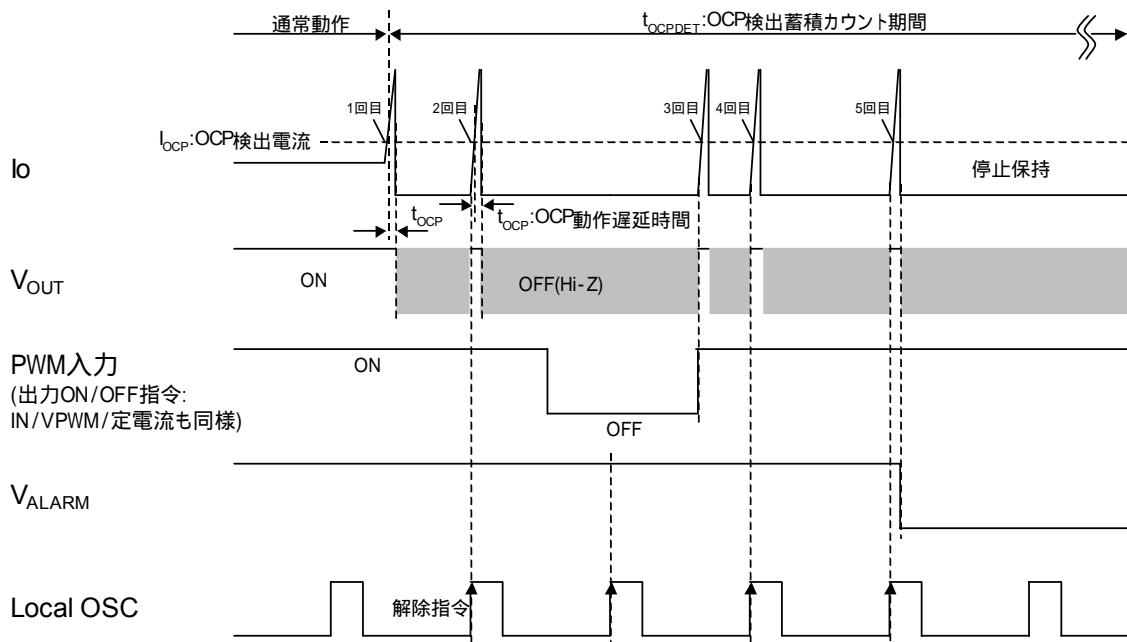 通常動作
tOCPDET:OCP検出蓄積カウント期間
1回目
2回目
3回目
4回目
5回目
IOCP:OCP検出電流
Io
停止保持
tOCP
tOCP:OCP動作遅延時間
VOUT
ON
OFF(Hi-Z)
PWM入力
(出力ON/OFF指令:
IN/VPWM/定電流も同様)
ON
OFF
VALARM
Local OSC
解除指令